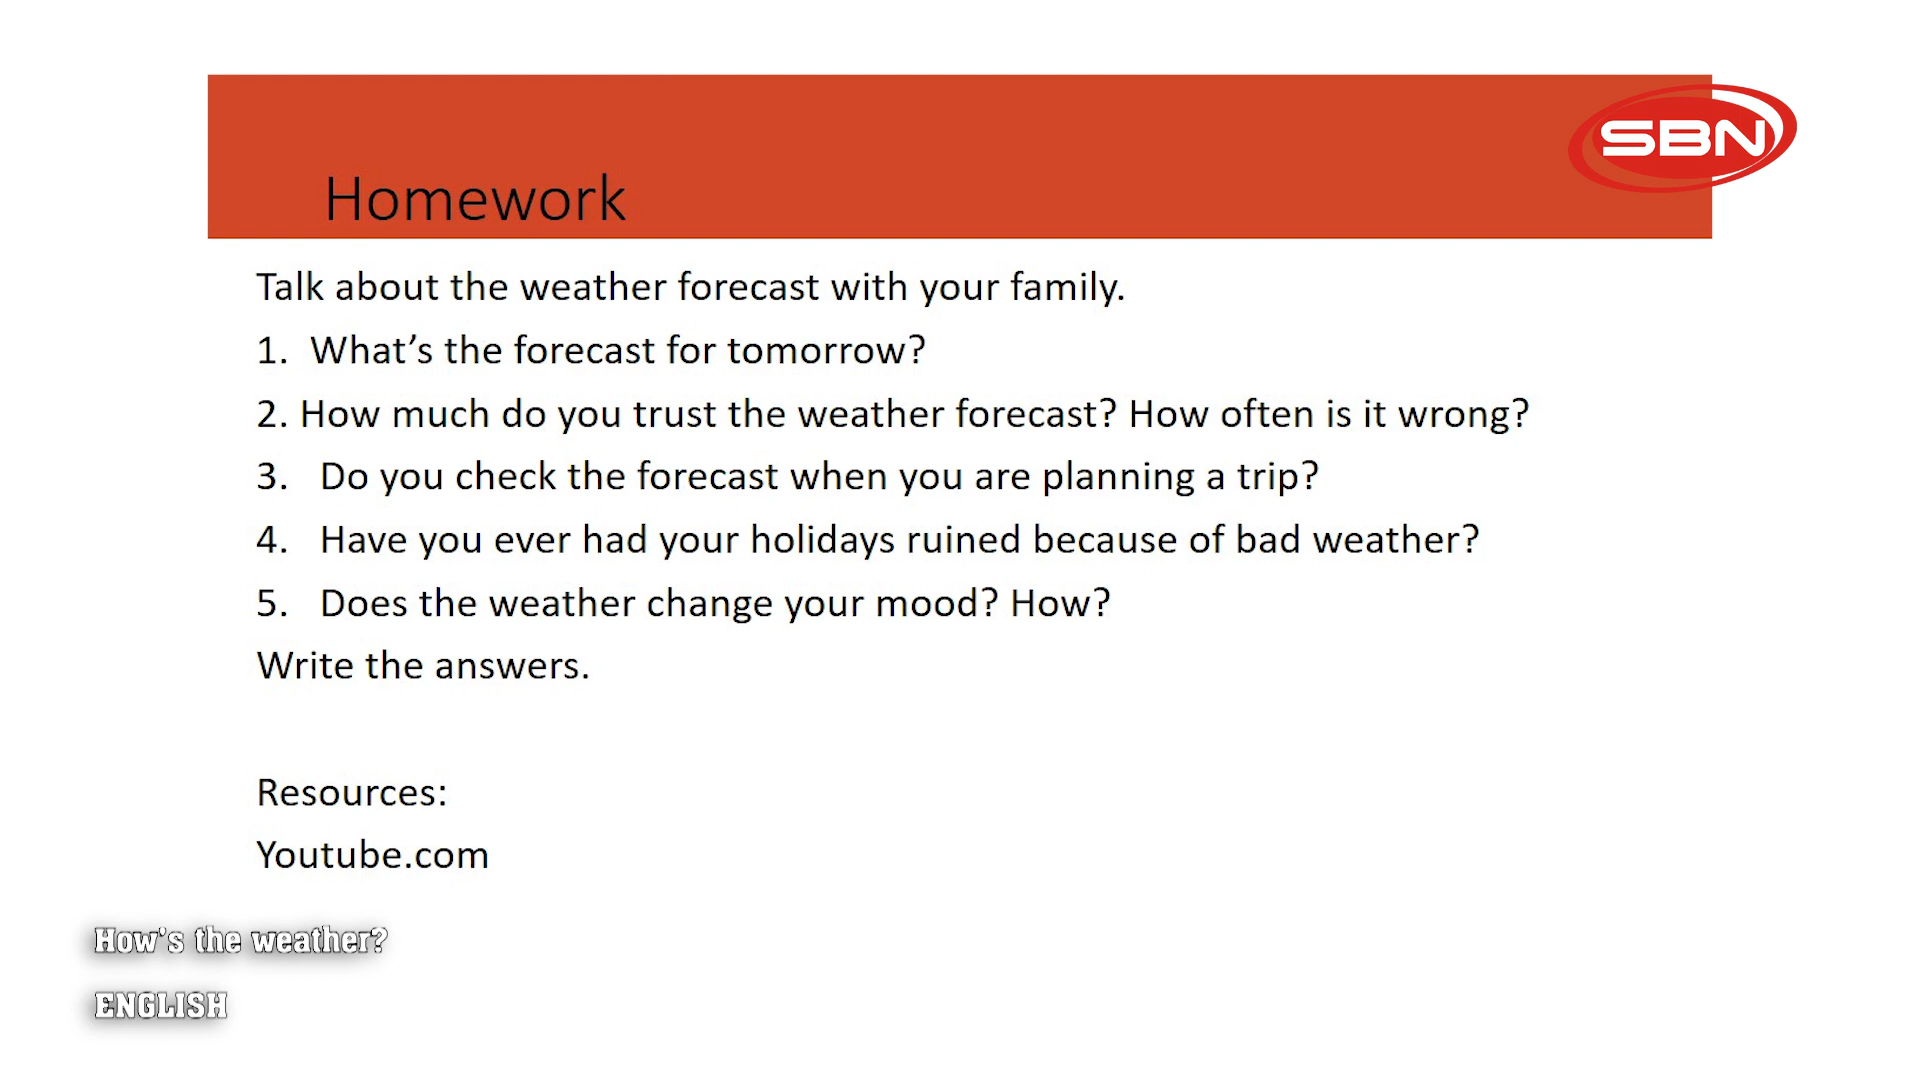 SBN
Homework
Talk about the weather forecast with your family.
1. What’s the forecast for tomorrow?
2. How much do you trust the weather forecast? How often is it wrong?
3. Do you check the forecast when you are planning a trip?
4. Have you ever had your holidays ruined because of bad weather?
5. Does the weather change your mood? How?
Write the answers.
Resources:
Youtube.com
How's the weather?
ENGLISH